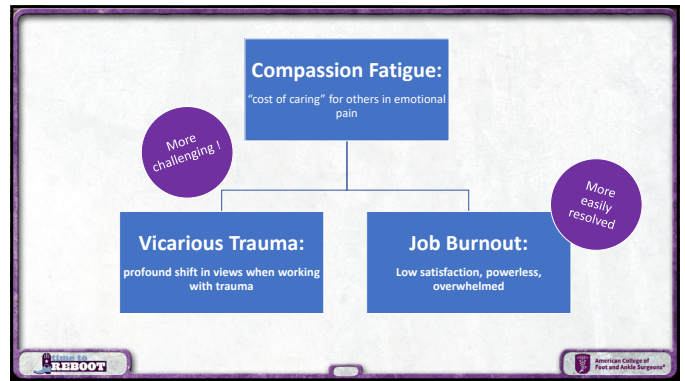 Compassion Fatigue:
“cost of caring” for others in emotional
pain
More
challenging !
More
easily
resolved
Vicarious Trauma:
profound shift in views when working
with trauma
Job Burnout:
Low satisfaction, powerless,
overwhelmed
time to
REBOOT
American College of
Foot and Ankle Surgeons®